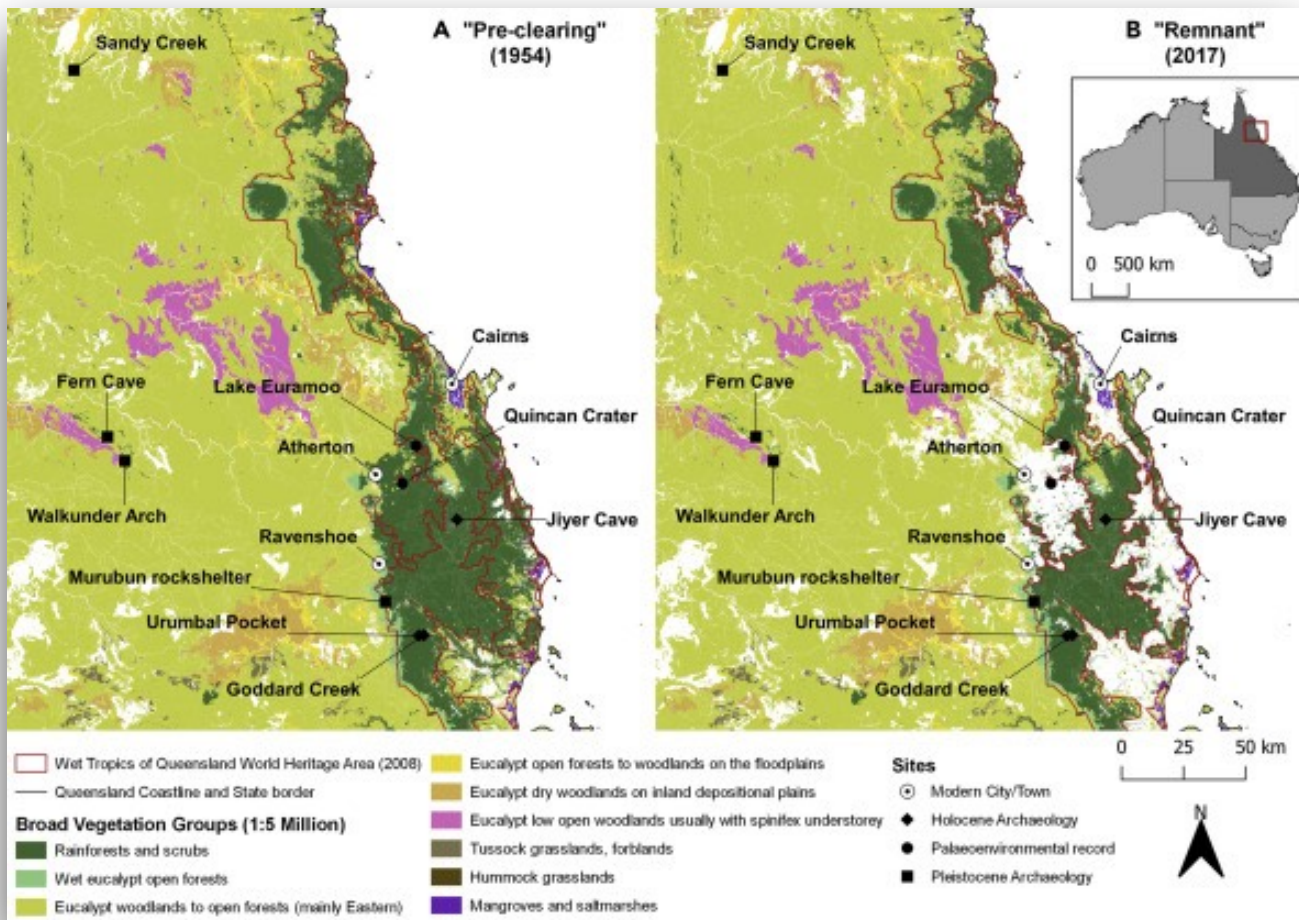 A "Pre-clearing"
(1954)
Sandy Creek
Cairns
Fern Cave
Lake Euramoo
Quincan Crater
Atherton
Walkunder Arch
Jiyer Cave
Ravenshoe
Murubun rockshelter
Urumbal Pocket
Goddard Creek
B "Remnant"
(2017)
Sandy Creek
0 500 km
Cairns
Fern Cave
Lake Euramoo
Quincan Crater
Atherton
Walkunder Arch
Jiyer Cave
Ravenshoe
Murubun rockshelter
Urumbal Pocket
Goddard Creek
0 25 50 km
Wet Tropics of Queensland World Heritage Area (2008)
Queensland Coastline and State border
Broad Vegetation Groups (1:5 Million)
Rainforests and scrubs
Wet eucalypt open forests
Eucalypt woodlands to open forests (mainly Eastern)
Eucalypt open forests to woodlands on the floodplains
Eucalypt dry woodlands on inland depositional plains
Eucalypt low open woodlands usually with spinifex understorey
Tussock grasslands, forblands
Hummock grasslands
Mangroves and saltmarshes
Sites
Modern City/Town
Holocene Archaeology
Palaeoenvironmental record
Pleistocene Archaeology
N